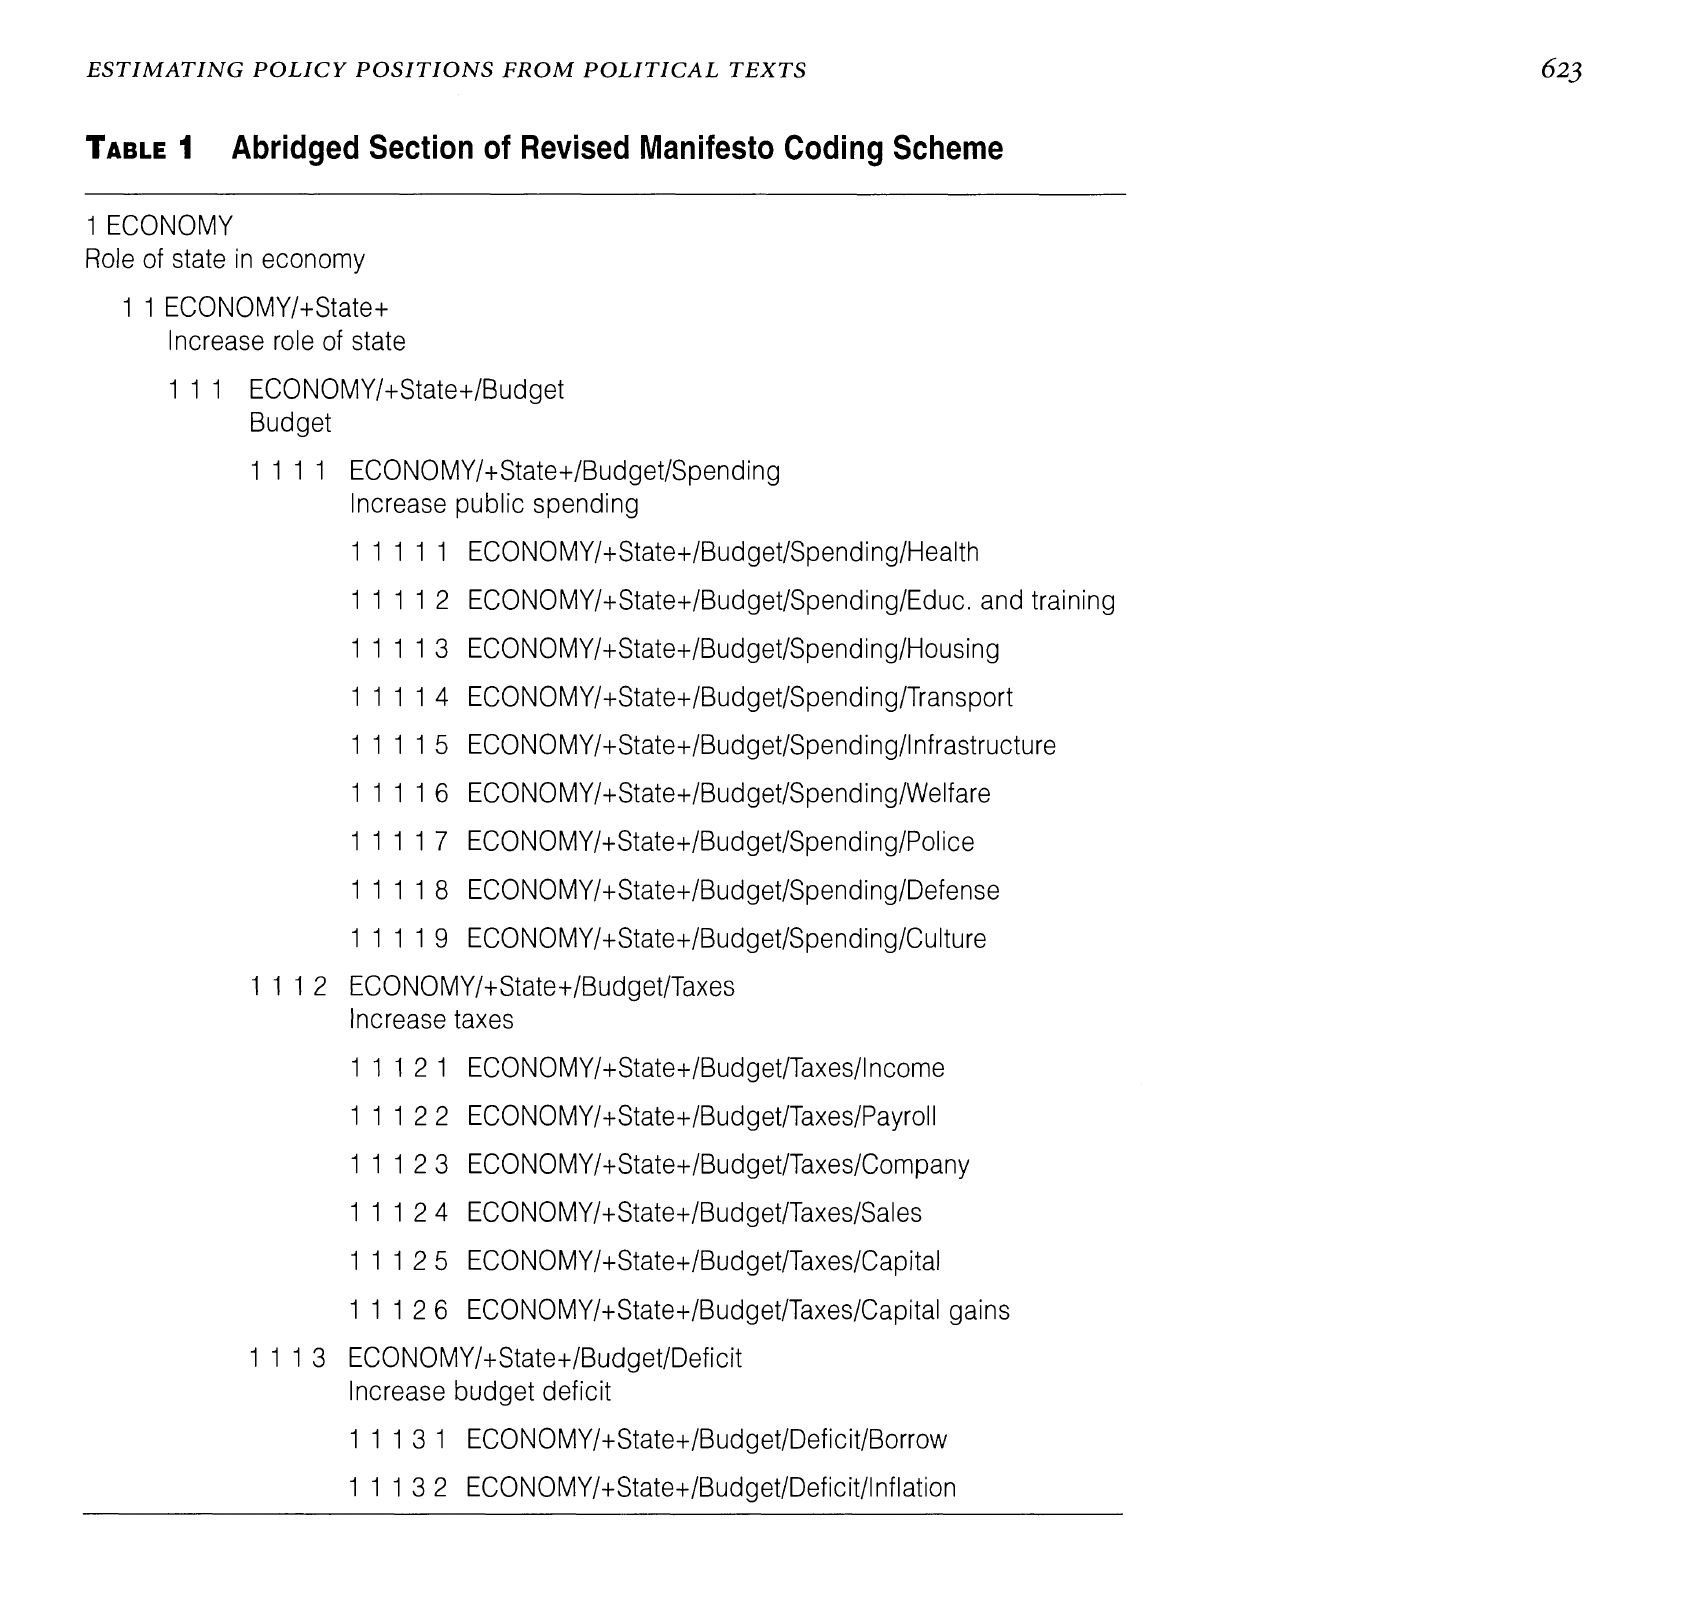 ESTIMATING POLICY POSITIONS FROM POLITICAL TEXTS 623
TABLE 1 Abridged Section of Revised Manifesto Coding Scheme
1 ECONOMY
Role of state in economy
1 1 ECONOMY/+State+
Increase role of state
1 1 1 ECONOMY/+State+/Budget
Budget
1 1 1 1 ECONOMY/+State+/Budget/Spending
Increase public spending
1 1 1 1 1 ECONOMY/+State+/Budget/Spending/Health
1 1 1 1 2 ECONOMY/+State+/Budget/Spending/Educ. and training
1 1 1 1 3 ECONOMY/+State+/Budget/Spending/Housing
1 1 1 1 4 ECONOMY/+State+/Budget/Spending/Transport
1 1 1 1 5 ECONOMY/+State+/Budget/Spending/Infrastructure
1 1 1 1 6 ECONOMY/+State+/Budget/Spending/Welfare
1 1 1 1 7 ECONOMY/+State+/Budget/Spending/Police
1 1 1 1 8 ECONOMY/+State+/Budget/Spending/Defense
1 1 1 1 9 ECONOMY/+State+/Budget/Spending/Culture
1 1 1 2 ECONOMY/+State+/Budget/Taxes
Increase taxes
1 1 1 2 1 ECONOMY/+State+/Budget/Taxes/Income
1 1 1 2 2 ECONOMY/+State+/Budget/Taxes/Payroll
1 1 1 2 3 ECONOMY/+State+/Budget/Taxes/Company
1 1 1 2 4 ECONOMY/+State+/Budget/Taxes/Sales
1 1 1 2 5 ECONOMY/+State+/Budget/Taxes/Capital
1 1 1 2 6 ECONOMY/+State+/Budget/Taxes/Capital gains
1 1 1 3 ECONOMY/+State+/Budget/Deficit
Increase budget deficit
1 1 1 3 1 ECONOMY/+State+/Budget/Deficit/Borrow
1 1 1 3 2 ECONOMY/+State+/Budget/Deficit/Inflation